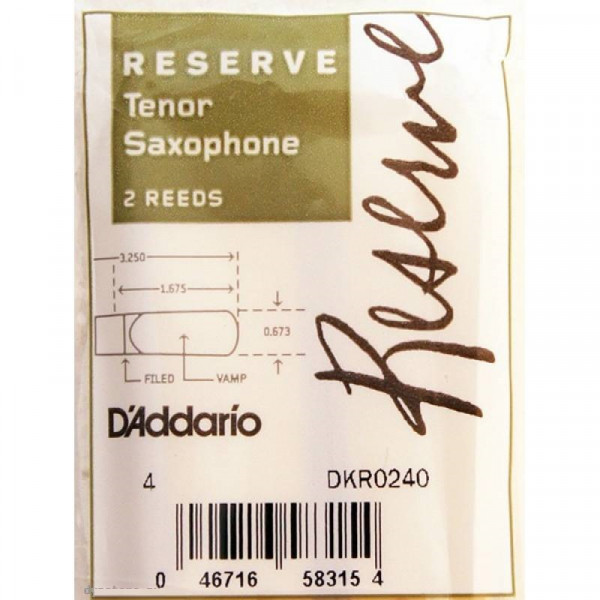 RESERVE
Tenor
Saxophone
2 REEDS
Reserve
3.250
1.675
0.673
FILED VAMP
D'Addario
4 DKR0240
0 46716 58315 4